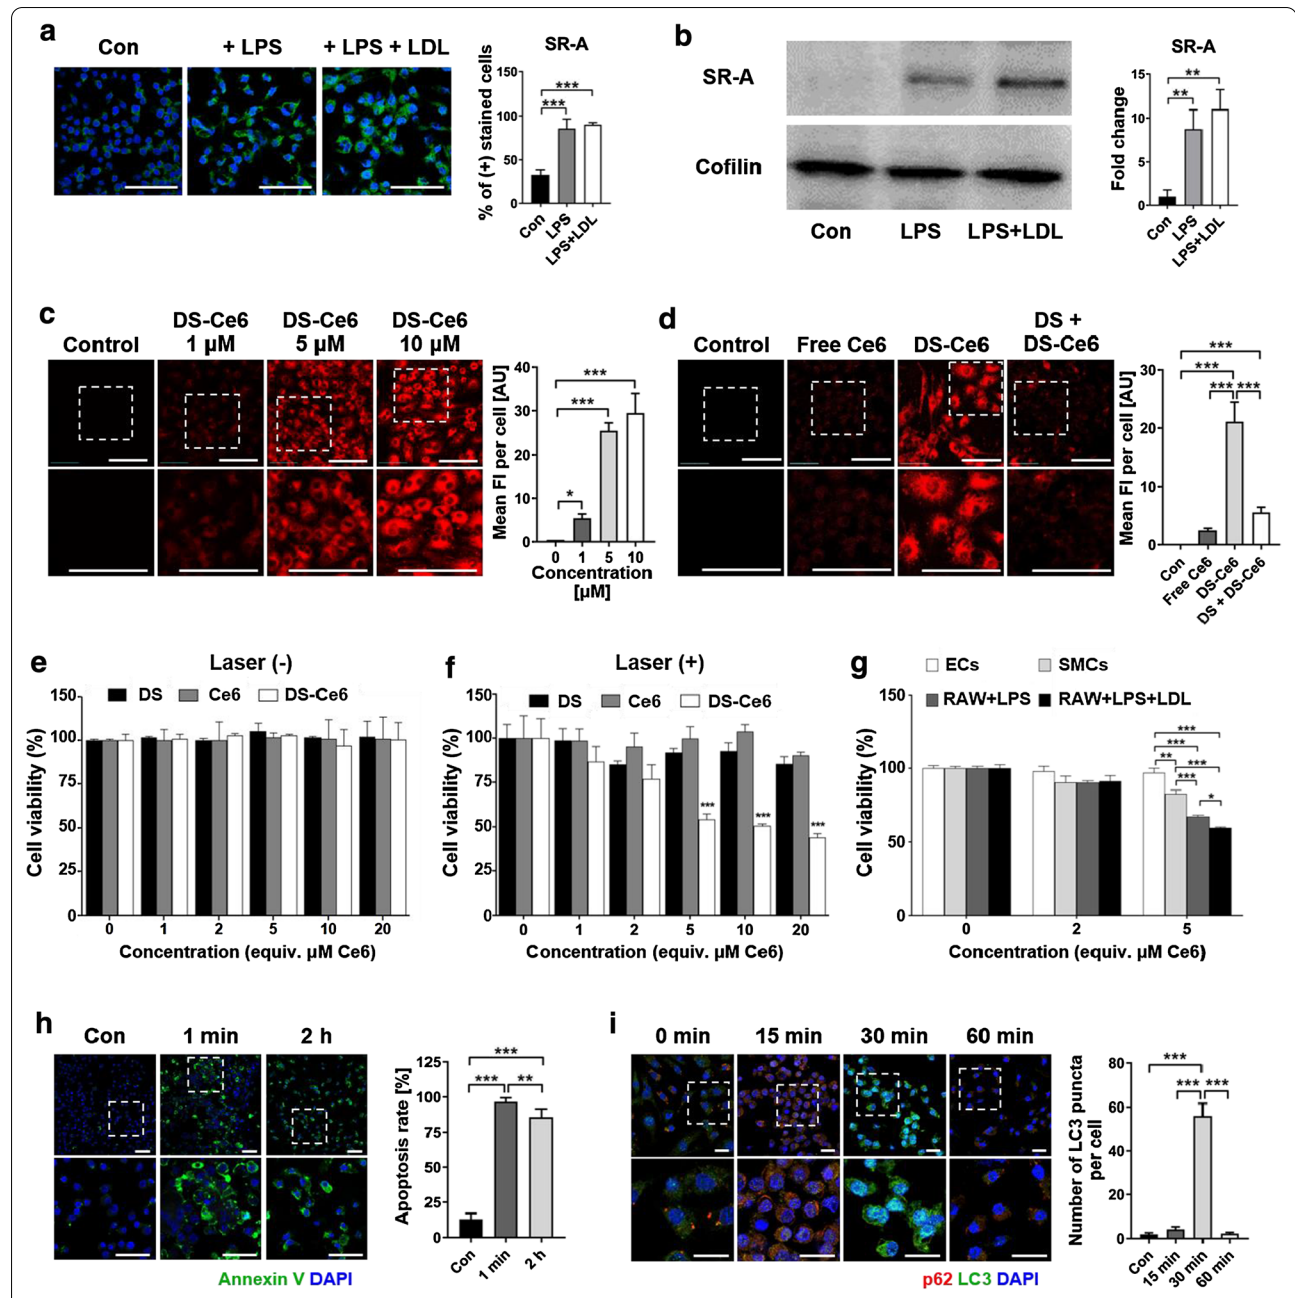 a
Con
+ LPS
+ LPS + LDL
SR-A
% of (+) stained cells
150
100
50
0
***
***
Con
LPS
LPS+LDL
b
SR-A
Cofilin
Con
LPS
LPS+LDL
SR-A
Fold change
15
10
5
0
**
**
Con
LPS
LPS+LDL
c
Control
DS-Ce6
1 µM
DS-Ce6
5 µM
DS-Ce6
10 µM
Mean FI per cell [AU]
40
30
20
10
0
***
***
*
0 1 5 10
Concentration
[µM]
d
Control
Free Ce6
DS-Ce6
DS +
DS-Ce6
Mean FI per cell [AU]
30
20
10
0
***
***
*** ***
Con
Free Ce6
DS-Ce6
DS + DS-Ce6
e
Laser (-)
DS Ce6 DS-Ce6
Cell viability (%)
150
100
75
50
25
0
0 1 2 5 10 20
Concentration (equiv. µM Ce6)
f
Laser (+)
DS Ce6 DS-Ce6
Cell viability (%)
150
100
75
50
25
0
*** *** ***
0 1 2 5 10 20
Concentration (equiv. µM Ce6)
g
ECs SMCs
RAW+LPS RAW+LPS+LDL
Cell viability (%)
150
100
50
0
***
***
** ***
***
*
0 2 5
Concentration (equiv. µM Ce6)
h
Con
1 min
2 h
Annexin V DAPI
Apoptosis rate [%]
125
100
75
50
25
0
***
*** **
Con
1 min
2 h
i
0 min
15 min
30 min
60 min
p62 LC3 DAPI
Number of LC3 puncta
per cell
80
60
40
20
0
***
*** ***
Con
15 min
30 min
60 min